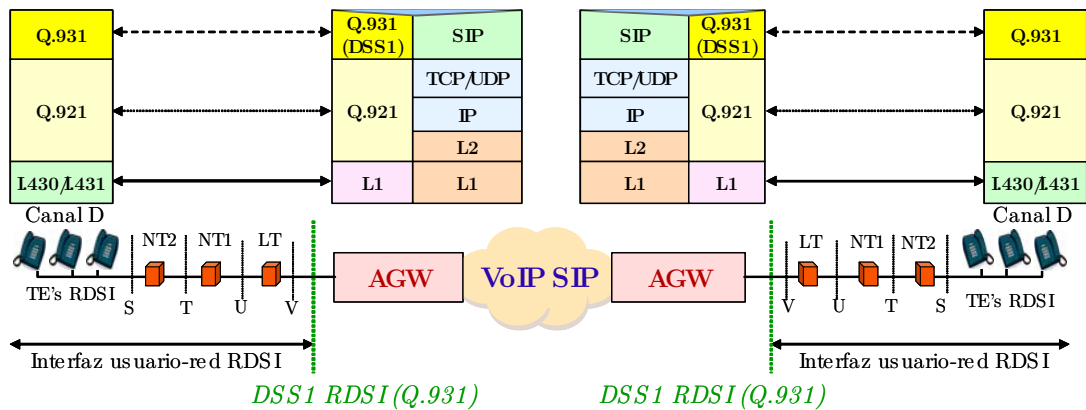 Q.931
Q.931
(DSS1)
SIP
SIP
Q.931
(DSS1)
Q.931
Q.921
Q.921
TCP/UDP
IP
L2
TCP/UDP
IP
L2
Q.921
Q.921
I.430/I.431
L1
L1
L1
L1
I.430/I.431
Canal D
Canal D
NT2
NT1
LT
LT
NT1
NT2
AGW
VoIP SIP
AGW
TE's RDSI
S
T
U
V
V
U
T
S
TE's RDSI
Interfaz usuario-red RDSI
Interfaz usuario-red RDSI
DSS1 RDSI (Q.931)
DSS1 RDSI (Q.931)